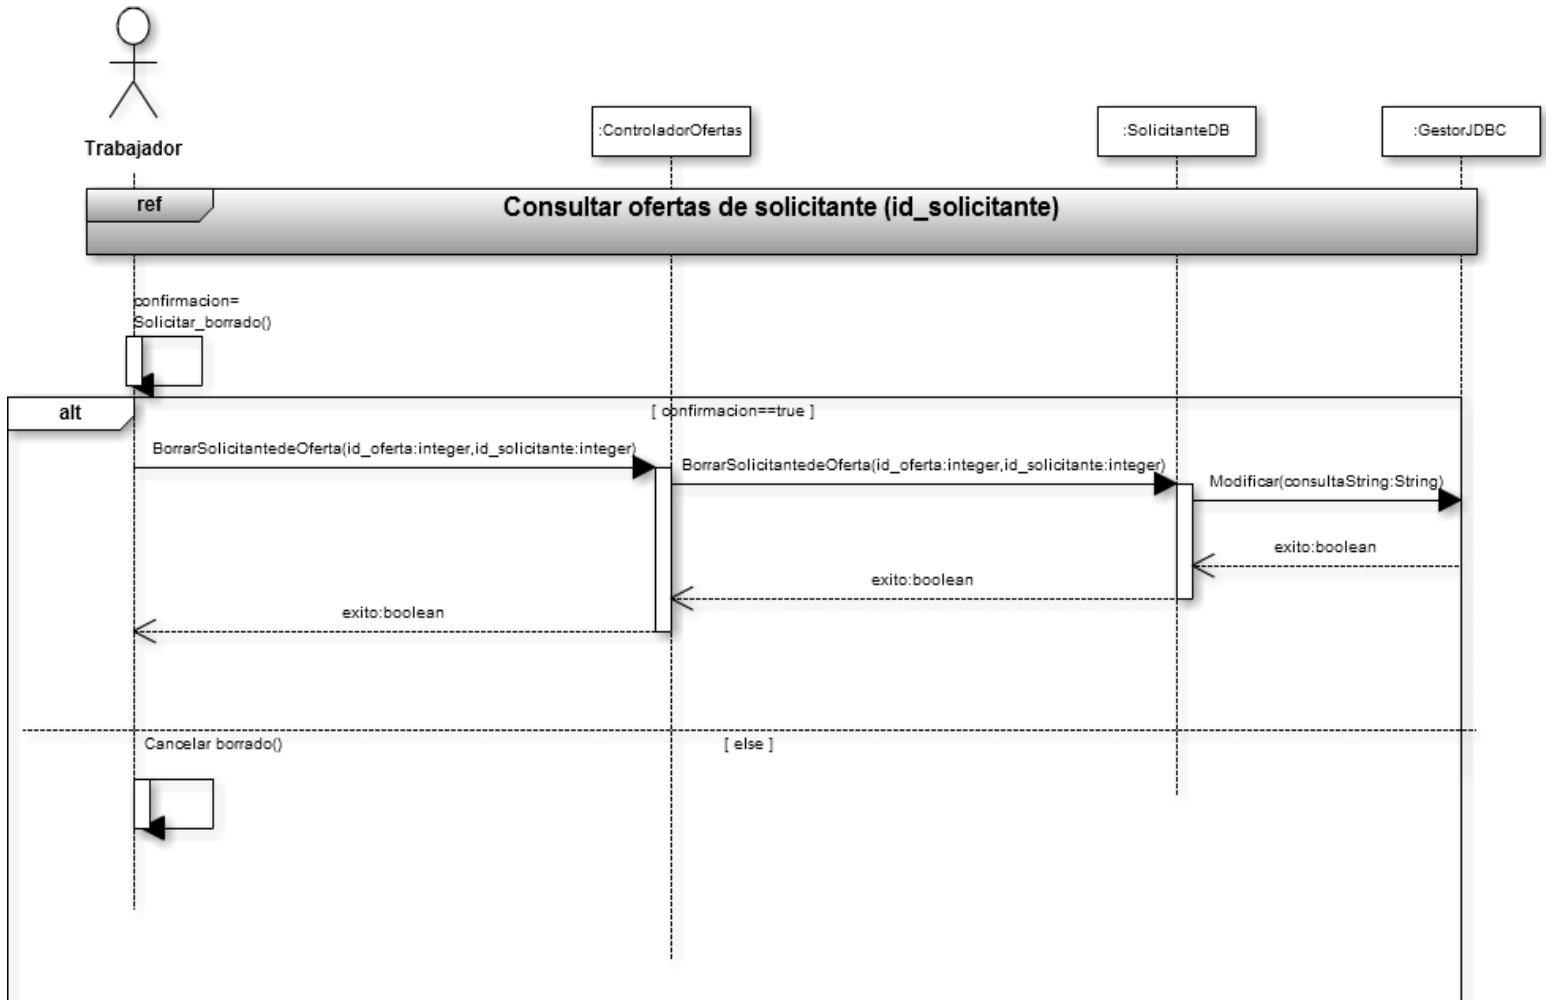 Trabajador
:ControladorOfertas
:SolicitanteDB
:GestorJDBC
ref
Consultar ofertas de solicitante (id_solicitante)
confirmacion=
Solicitar_borrado()
alt
[ confirmacion==true ]
BorrarSolicitantedeOferta(id_oferta:integer,id_solicitante:integer)
BorrarSolicitantedeOferta(id_oferta:integer,id_solicitante:integer)
Modificar(consultaString:String)
exito:boolean
exito:boolean
exito:boolean
Cancelar borrado()
[ else ]